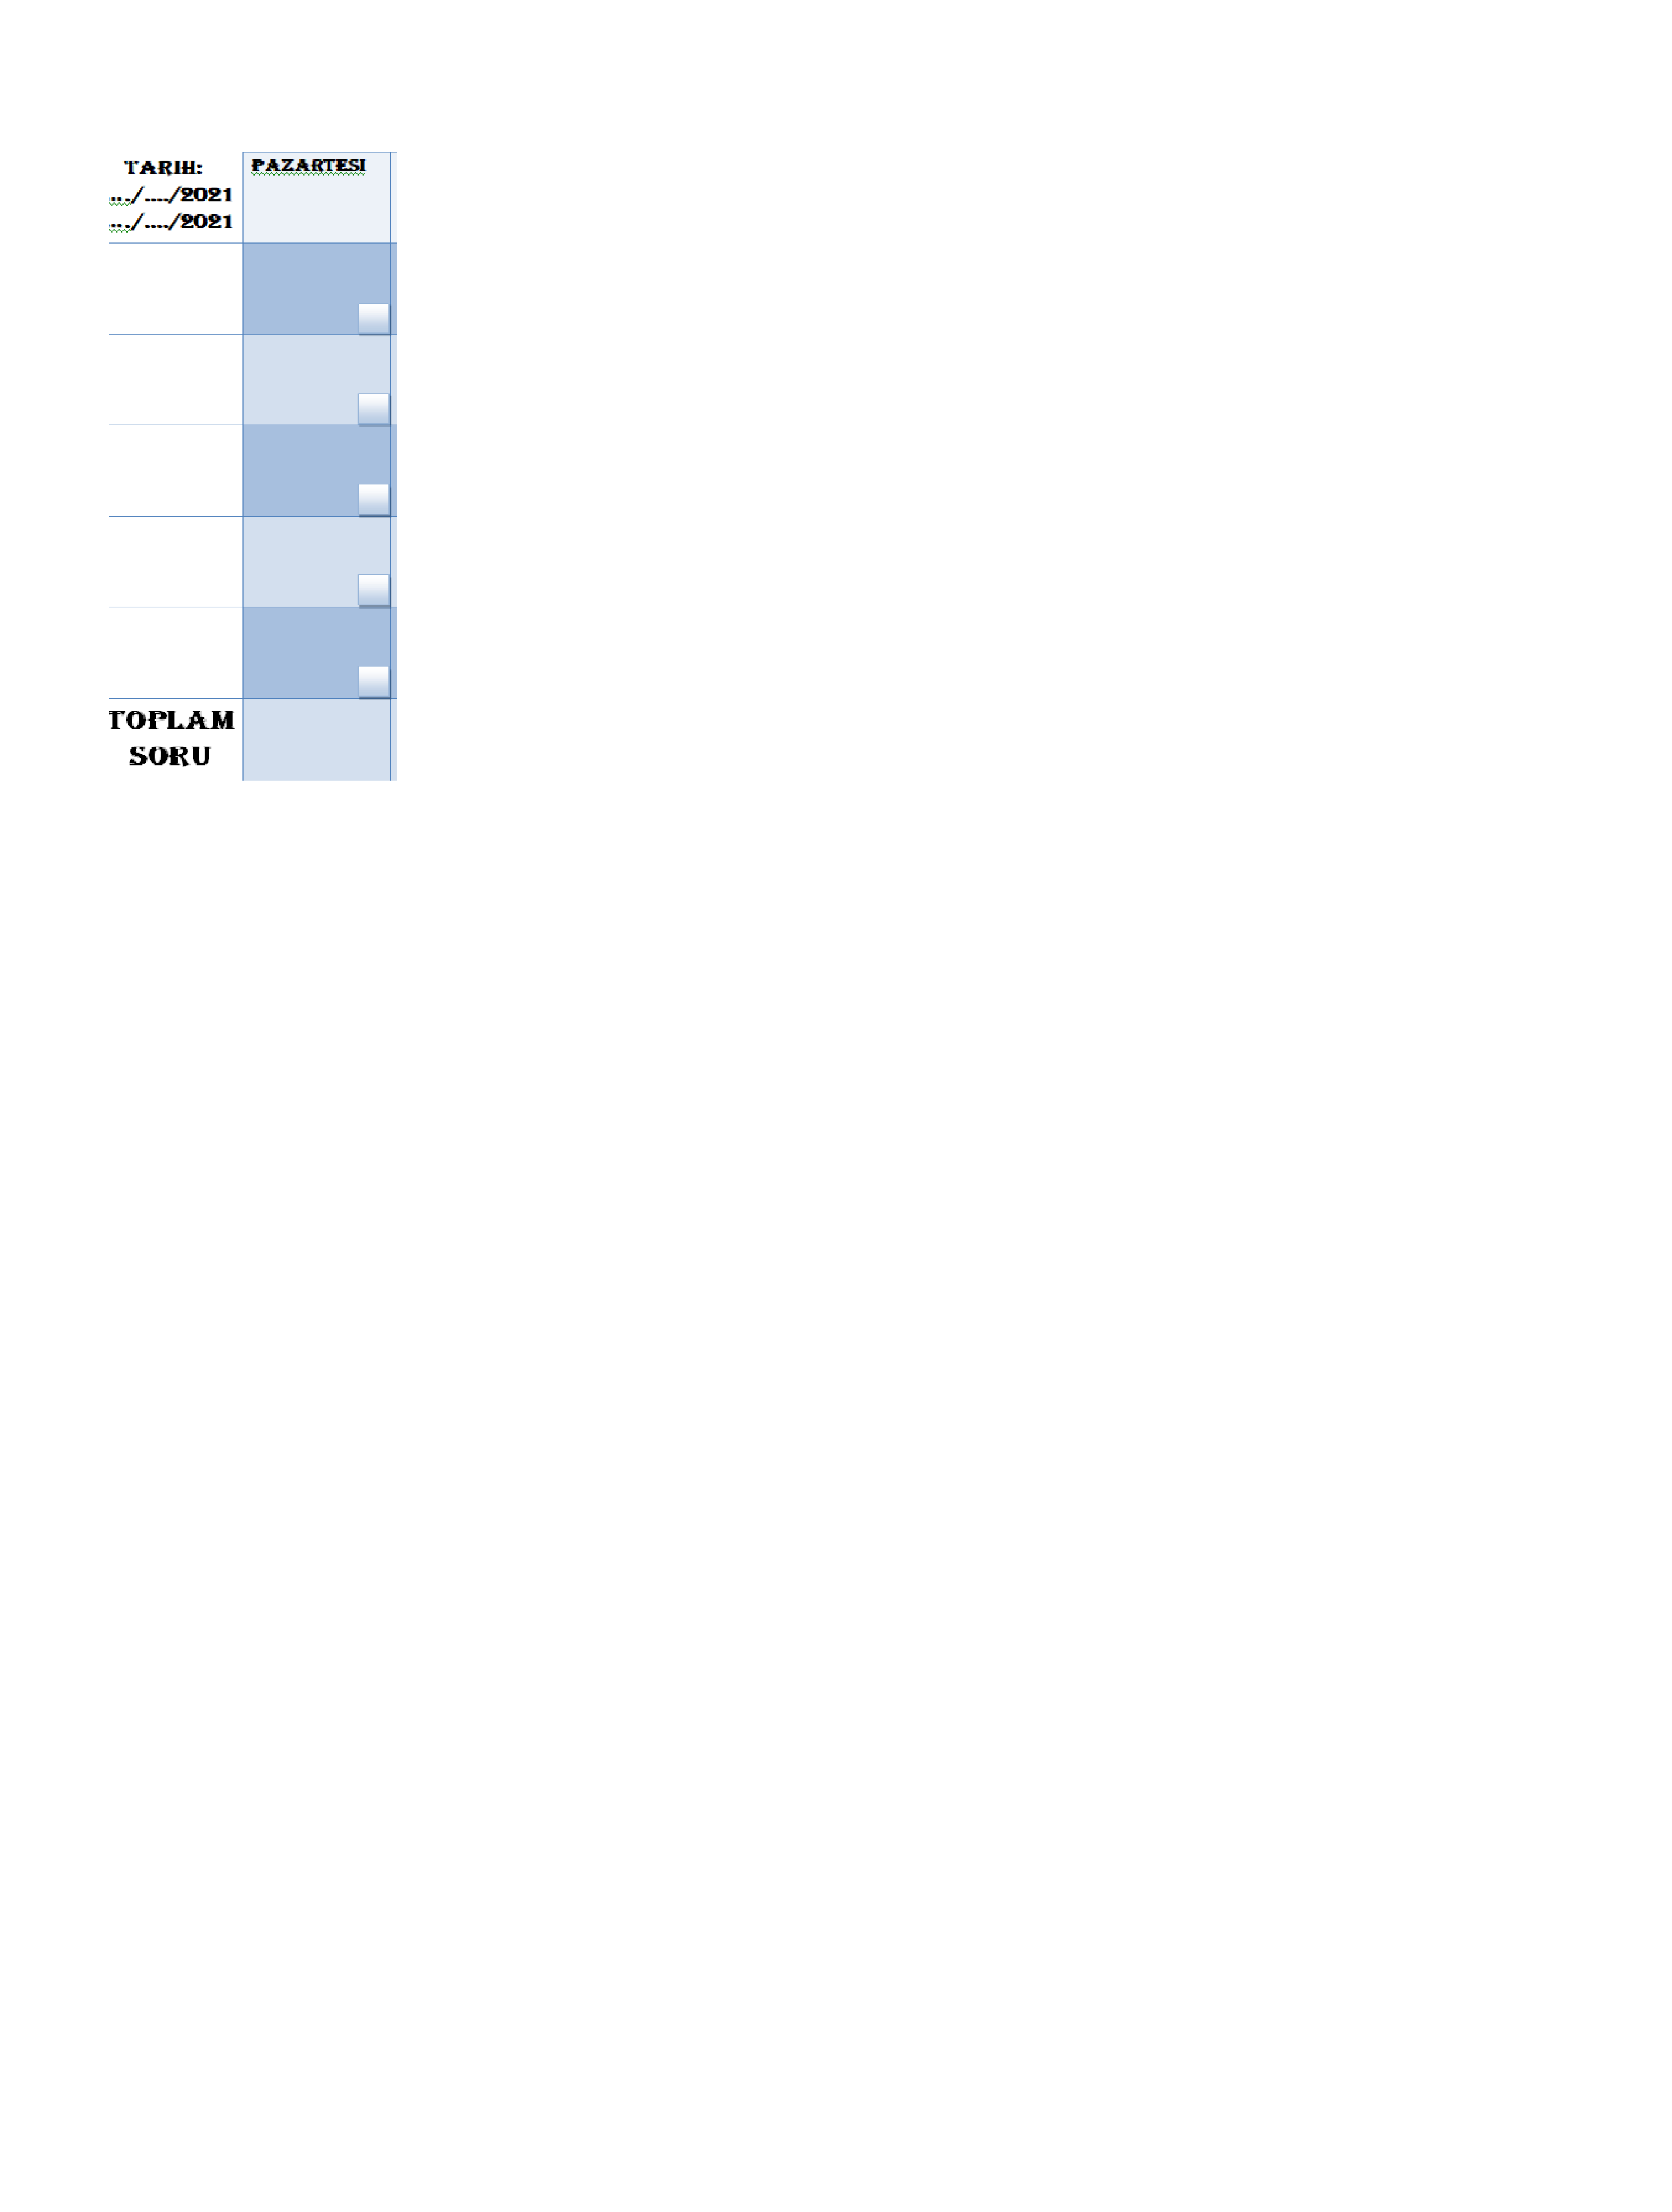 TARIH:
..../..../2021
..../..../2021
PAZARTESI
TOPLAM
SORU